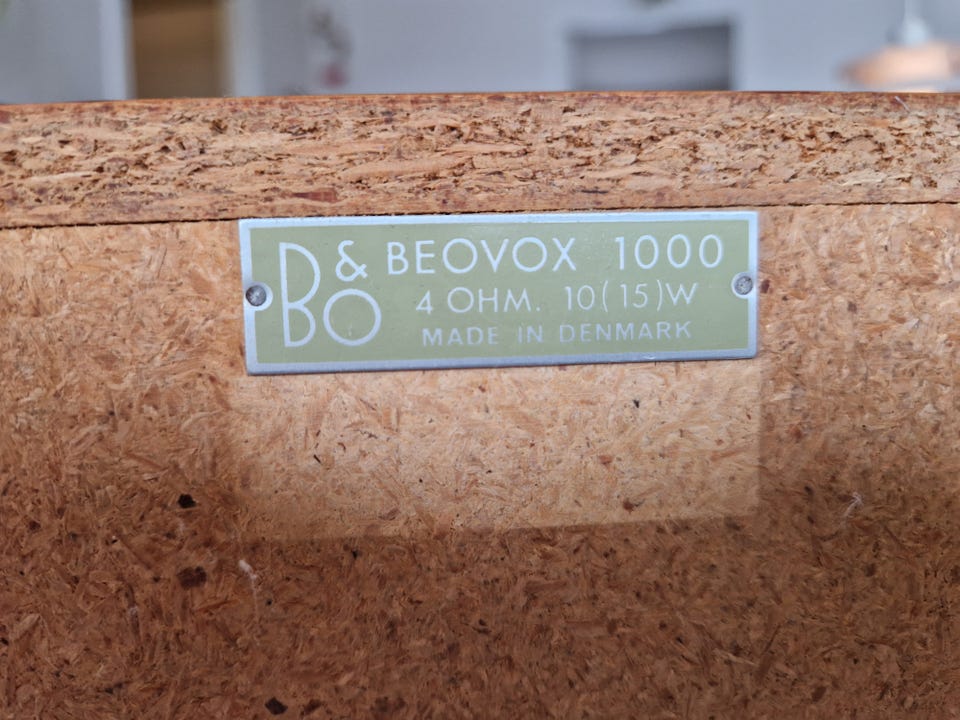 B&O BEOVOX 1000
4 OHM. 10(15)W
MADE IN DENMARK